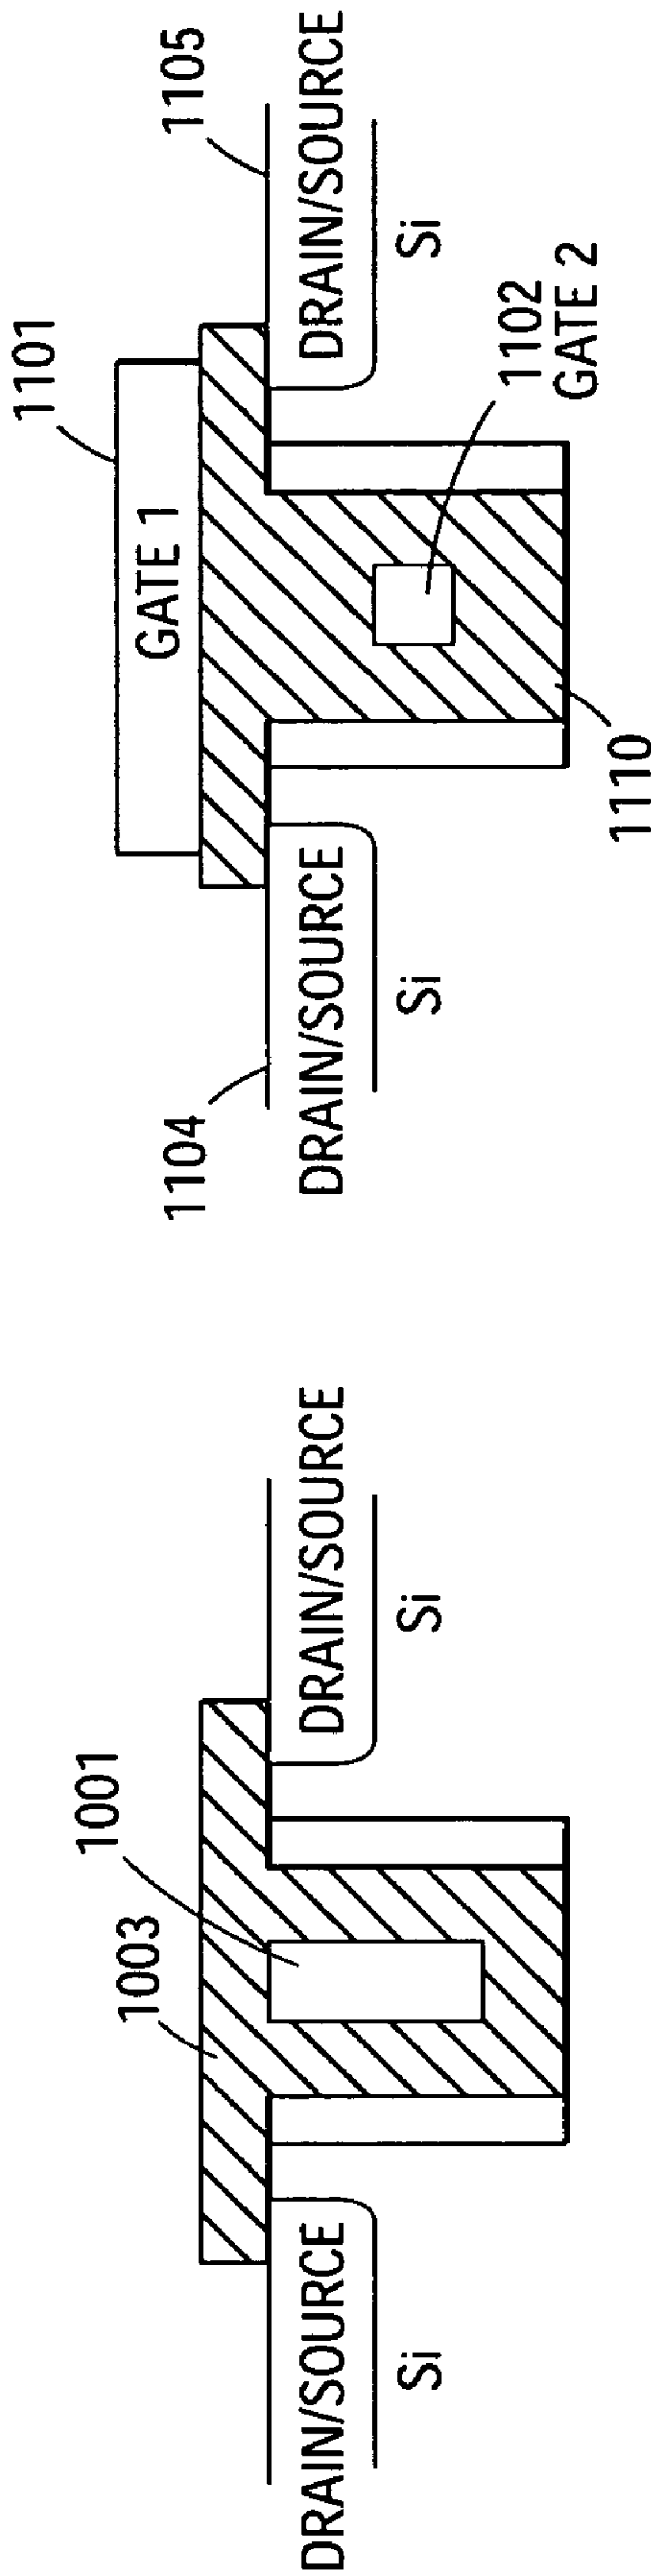 1003
1001
DRAIN/SOURCE
Si
DRAIN/SOURCE
Si
1101
GATE 1
1104
1105
DRAIN/SOURCE
Si
DRAIN/SOURCE
Si
1102
GATE 2
1110